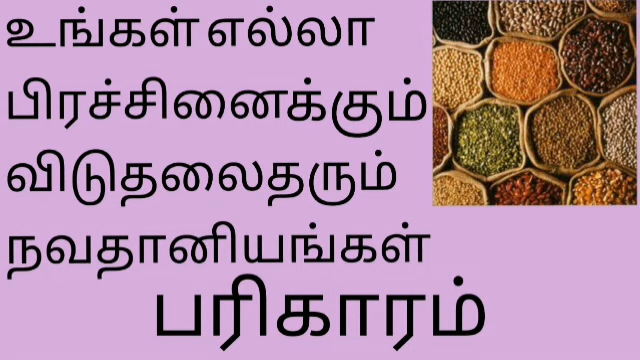 உங்கள் எல்லா
பிரச்சினைக்கும்
விடுதலைதரும்
நவதானியங்கள்
பரிகாரம்